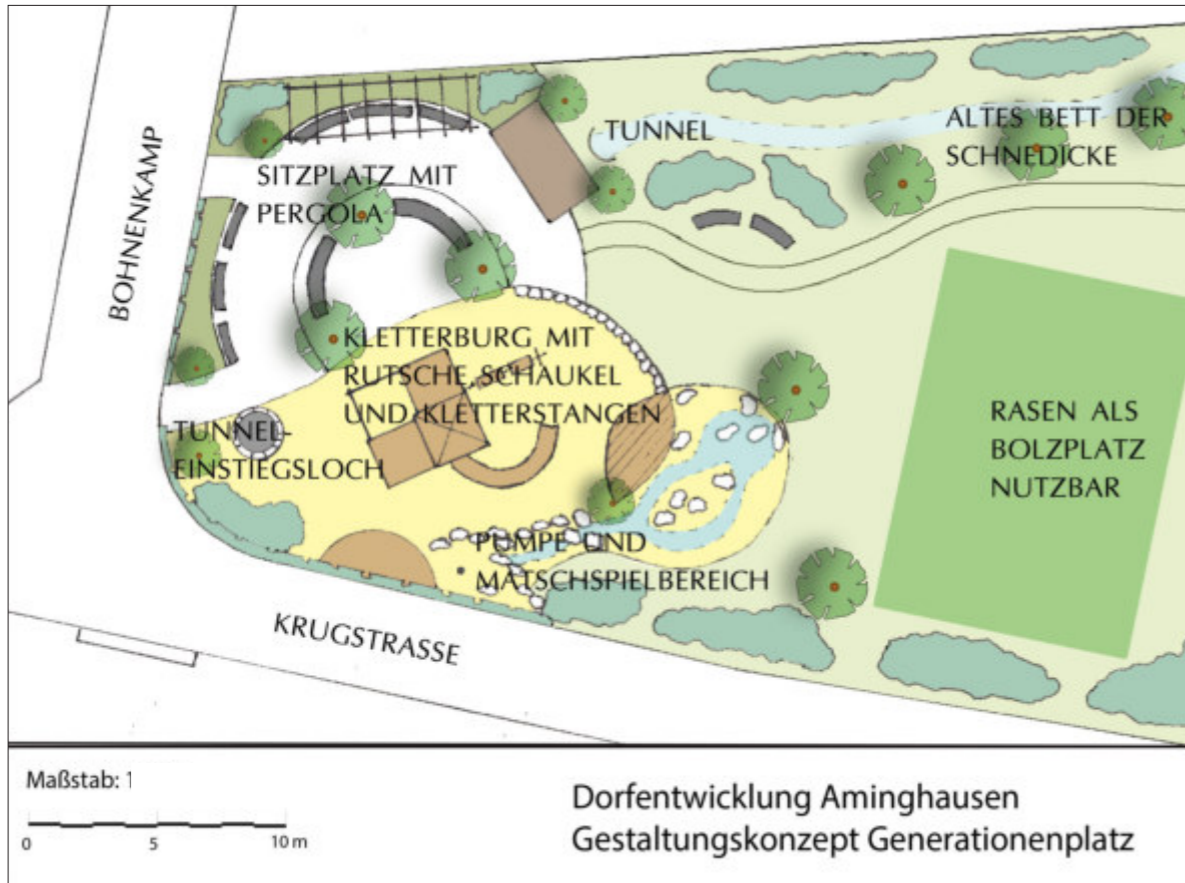 BOHNENKAMP
SITZPLATZ MIT
PERGOLA
TUNNEL
ALTES BETT DER
SCHNEDICKE
KLETTERBURG MIT
RUTSCHE, SCHAUKEL
UND KLETTERSTANGEN
TUNNEL-
EINSTIEGSLOCH
RASEN ALS
BOLZPLATZ
NUTZBAR
PUMPE UND
MATSCHSPIELBEREICH
KRUGSTRASSE
Maßstab: 1
0 5 10 m
Dorfentwicklung Aminghausen
Gestaltungskonzept Generationenplatz